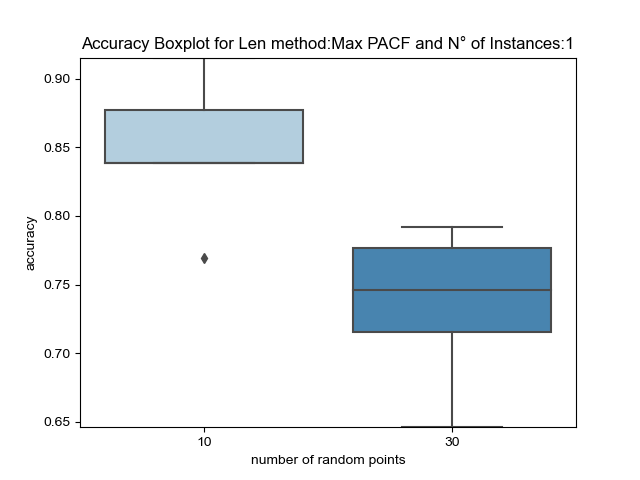 Accuracy Boxplot for Len method:Max PACF and N° of Instances:1
0.90
0.85
0.80
0.75
0.70
0.65
accuracy
10
30
number of random points